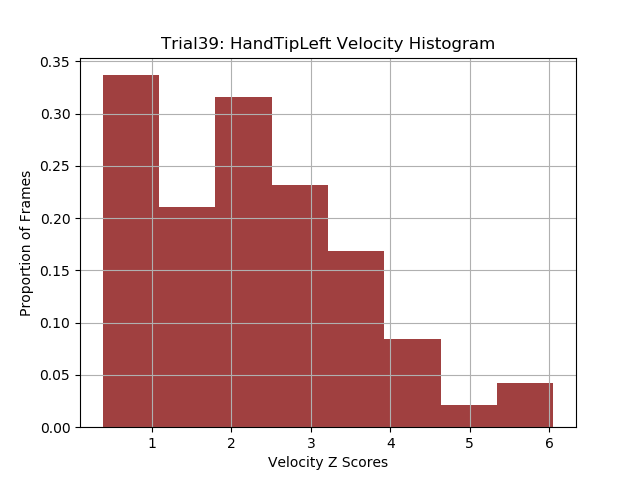 Trial39: HandTipLeft Velocity Histogram
0.35
0.30
0.25
0.20
0.15
0.10
0.05
0.00
Proportion of Frames
1 2 3 4 5 6
Velocity Z Scores